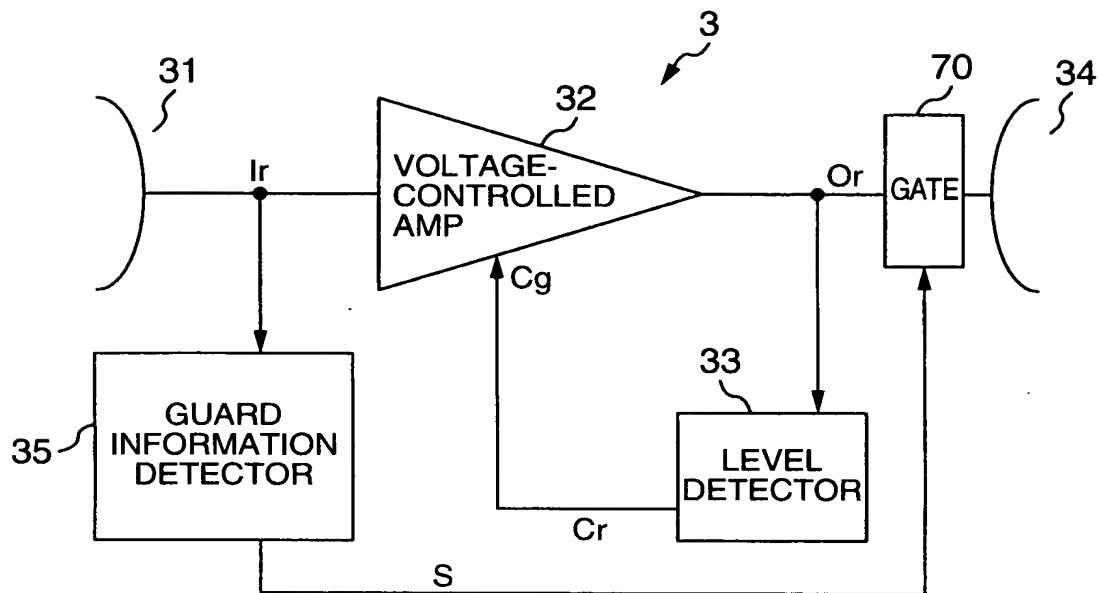 3
31
32
70
34
Ir
VOLTAGE-
CONTROLLED
AMP
Or
GATE
Cg
33
35
GUARD
INFORMATION
DETECTOR
LEVEL
DETECTOR
Cr
S